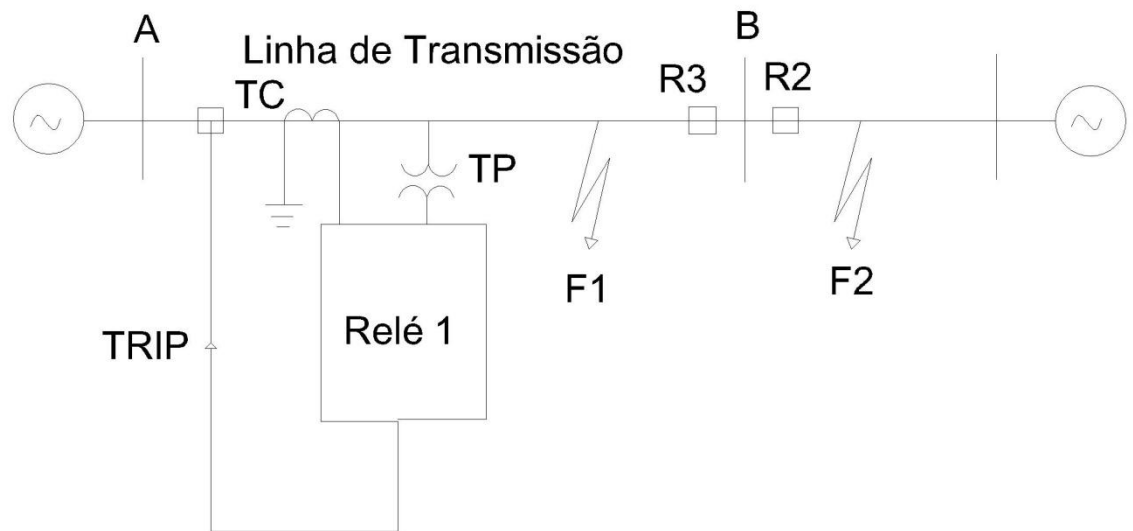 A
Linha de Transmissão
B
TC
R3
R2
TP
F1
F2
Relé 1
TRIP